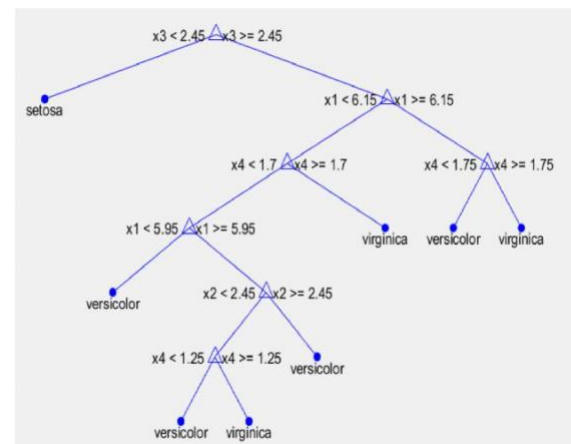 x3 < 2.45 x3 >= 2.45
setosa
x1 < 6.15 x1 >= 6.15
x4 < 1.7 x4 >= 1.7
x4 < 1.75 x4 >= 1.75
x1 < 5.95 x1 >= 5.95
virginica
versicolor
virginica
versicolor
x2 < 2.45 x2 >= 2.45
x4 < 1.25 x4 >= 1.25
versicolor
versicolor
virginica